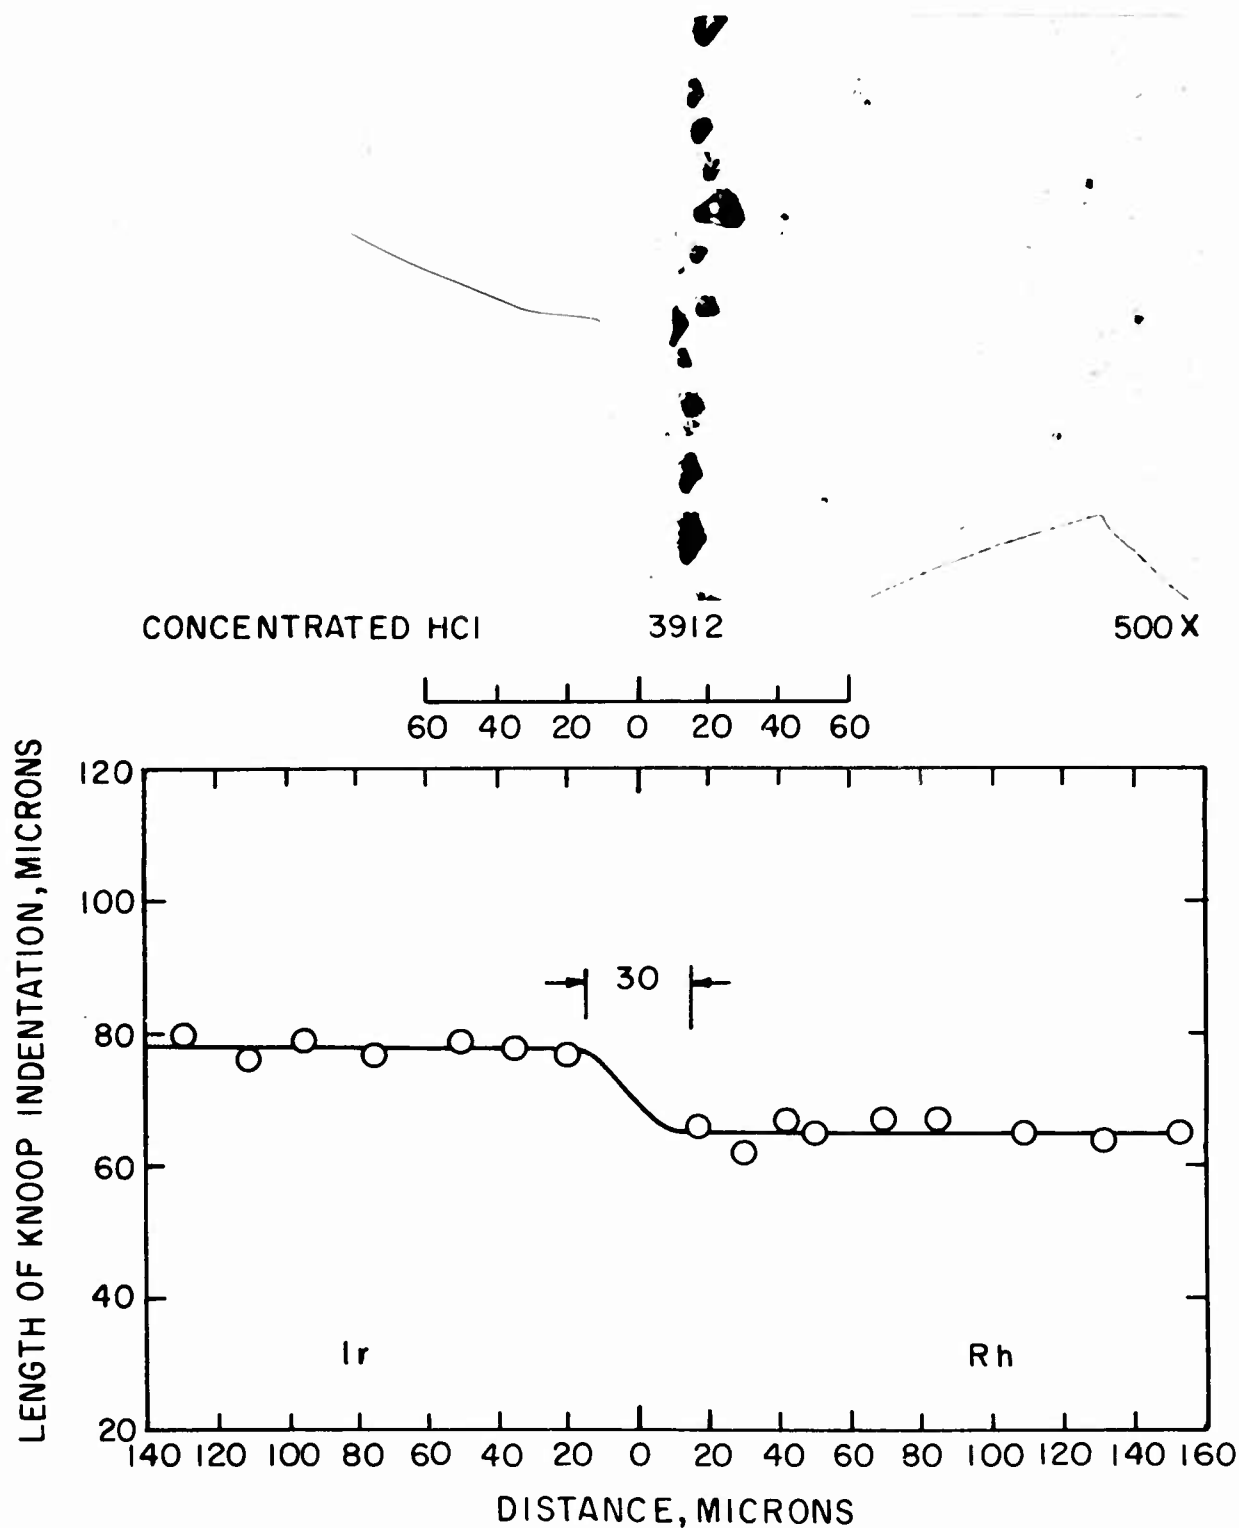 CONCENTRATED HCl 3912 500X
60 40 20 0 20 40 60
LENGTH OF KNOOP INDENTATION, MICRONS
120
100
80
60
40
20
30
Ir Rh
140 120 100 80 60 40 20 0 20 40 60 80 100 120 140 160
DISTANCE, MICRONS